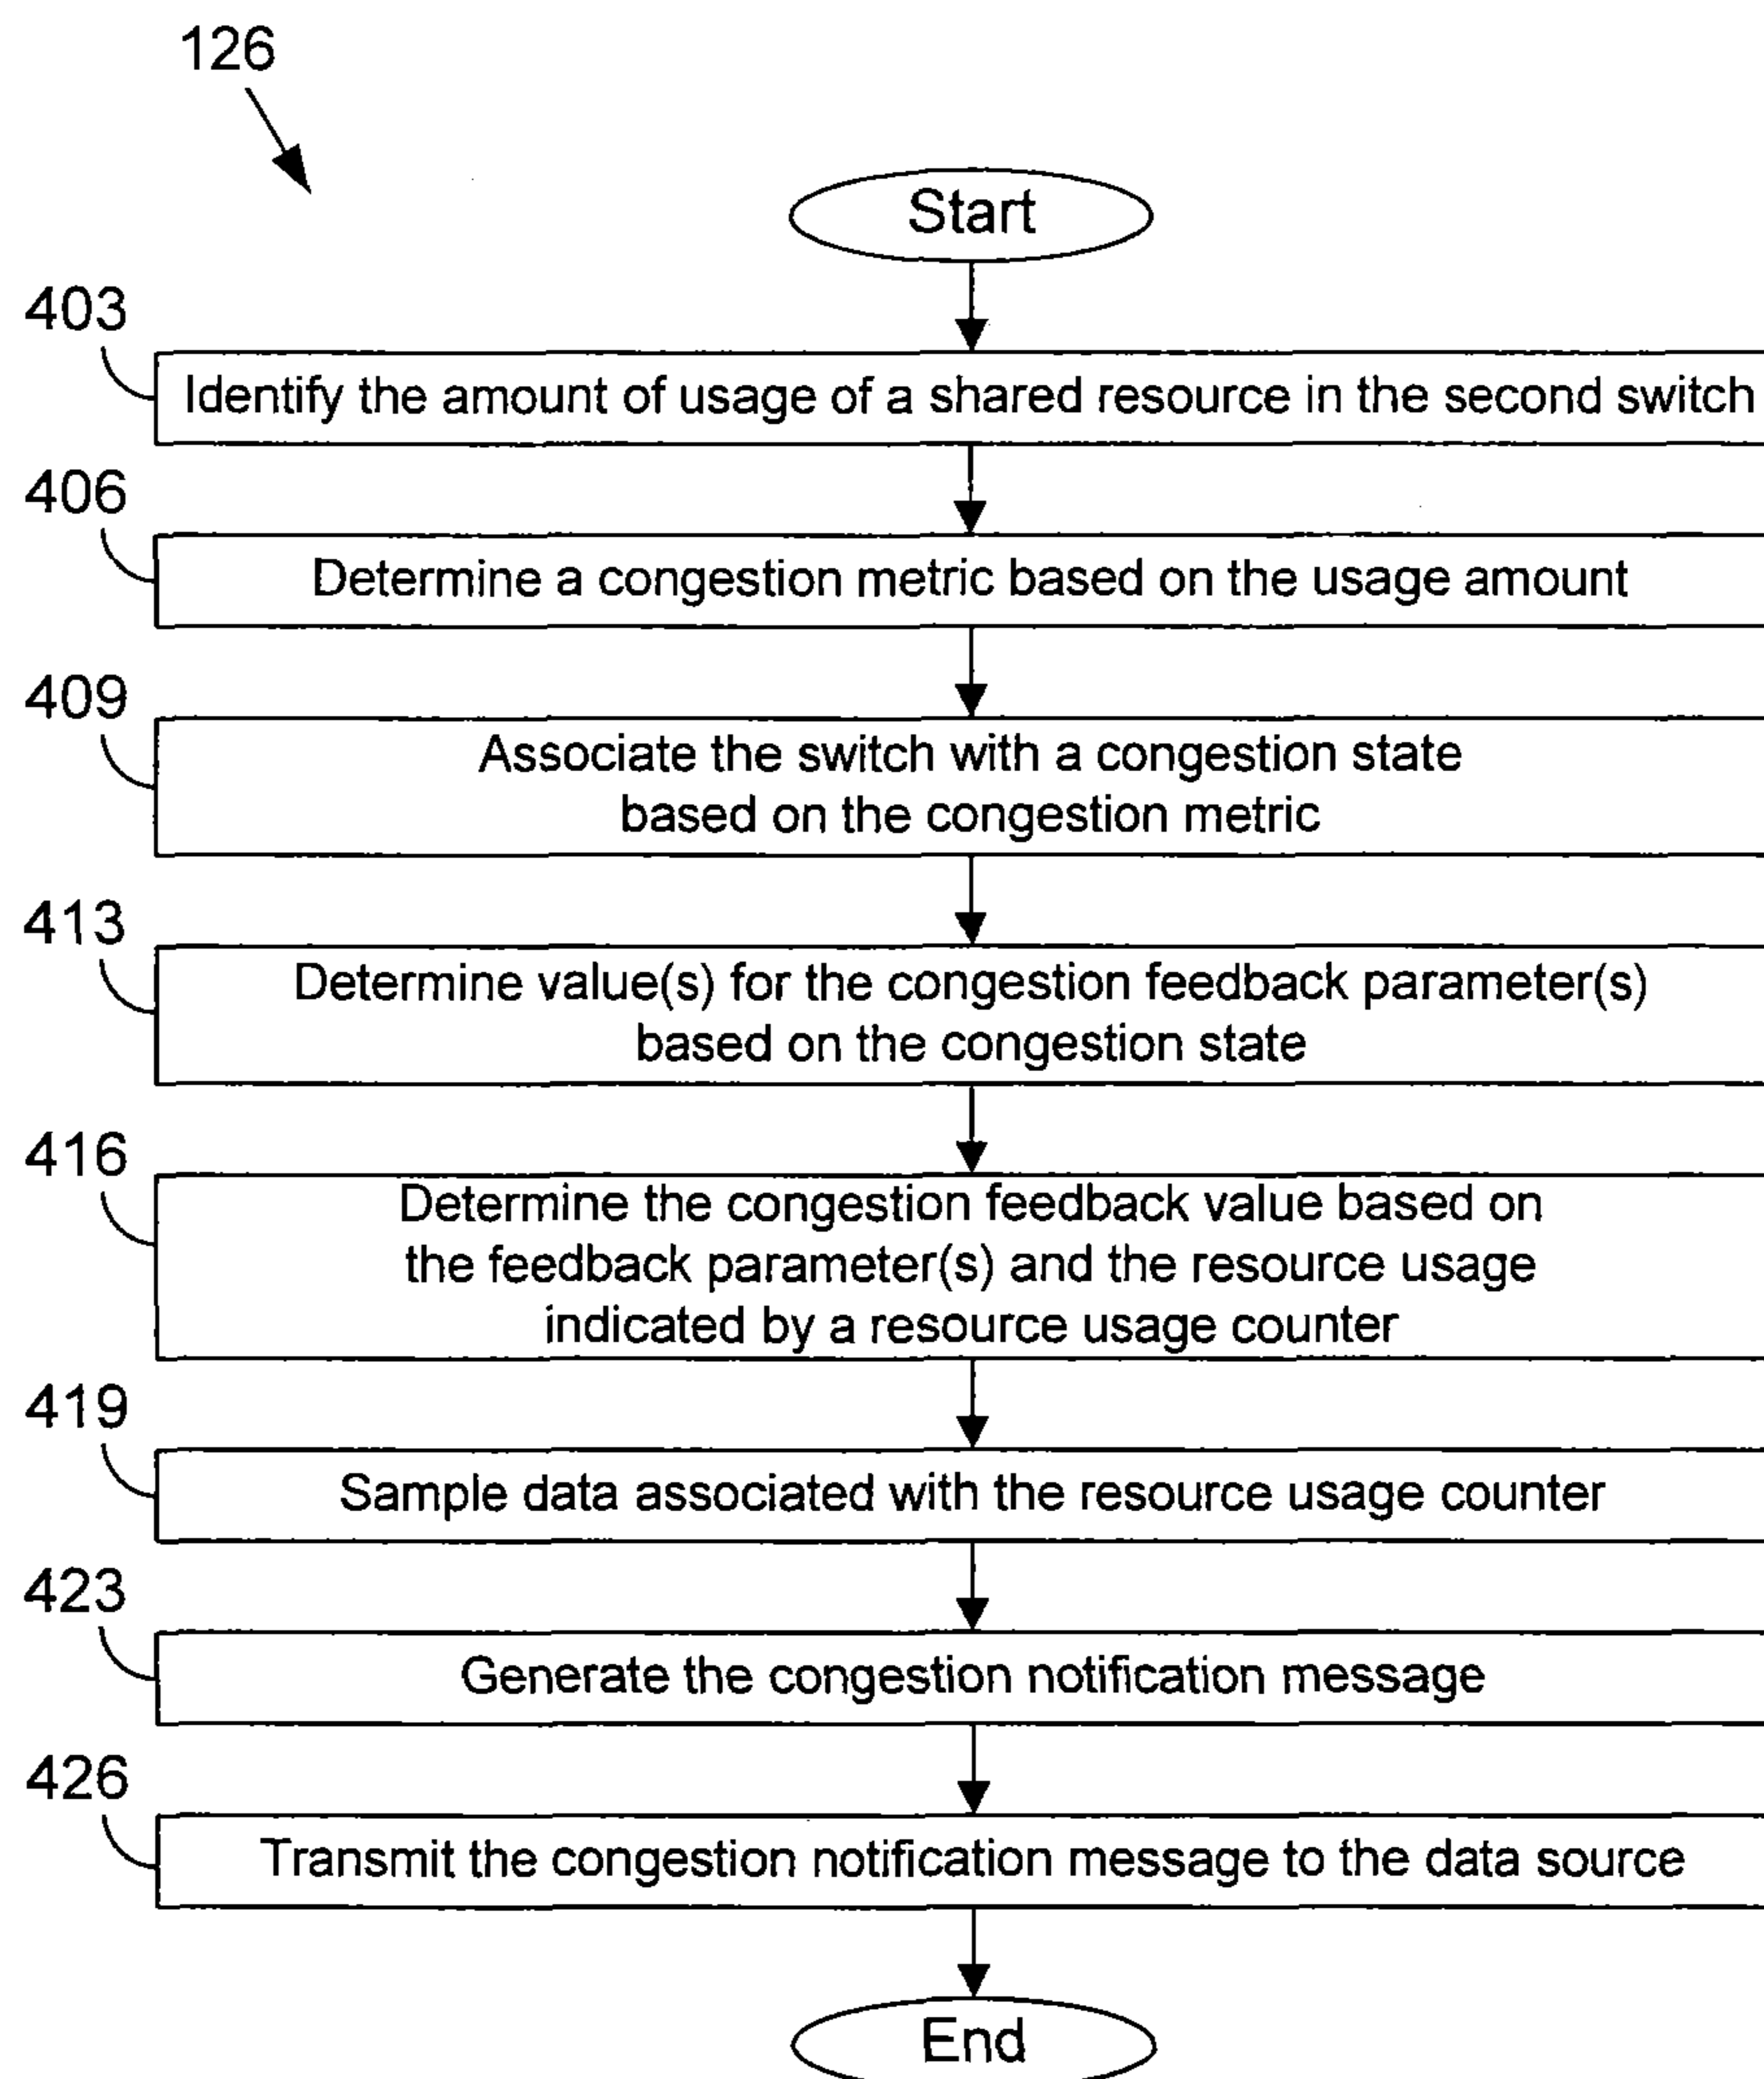 126
Start
403
Identify the amount of usage of a shared resource in the second switch
406
Determine a congestion metric based on the usage amount
409
Associate the switch with a congestion state
based on the congestion metric
413
Determine value(s) for the congestion feedback parameter(s)
based on the congestion state
416
Determine the congestion feedback value based on
the feedback parameter(s) and the resource usage
indicated by a resource usage counter
419
Sample data associated with the resource usage counter
423
Generate the congestion notification message
426
Transmit the congestion notification message to the data source
End